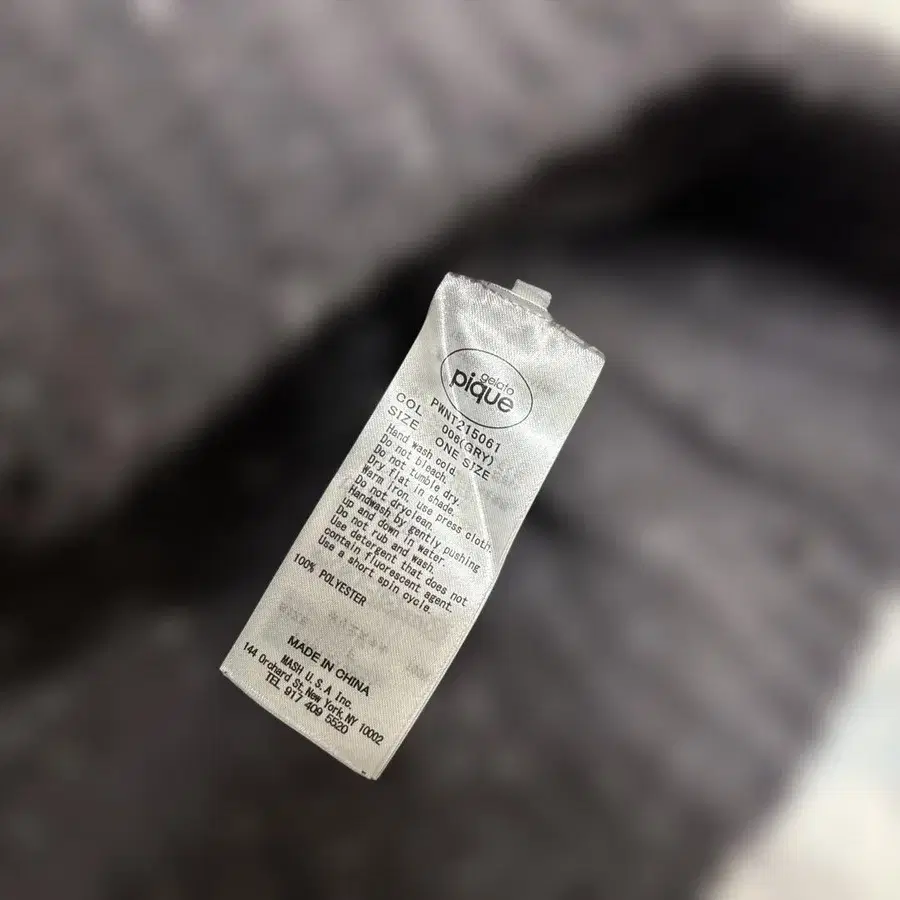 gelato
pique
PWNT215061
COL 006(GRY)
SIZE ONE SIZE
Hand wash cold.
Do not bleach.
Do not tumble dry.
Dry flat in shade.
Warm Iron. use press cloth.
Do not dryclean.
Handwash by gently pushing
up and down in water.
Do not rub and wash.
Use detergent that does not
contain fluorescent agent.
Use a short spin cycle.
100% POLYESTER
MADE IN CHINA
MASH U.S.A Inc.
144 Orchard St, New York, NY 10002
TEL 917 409 5520